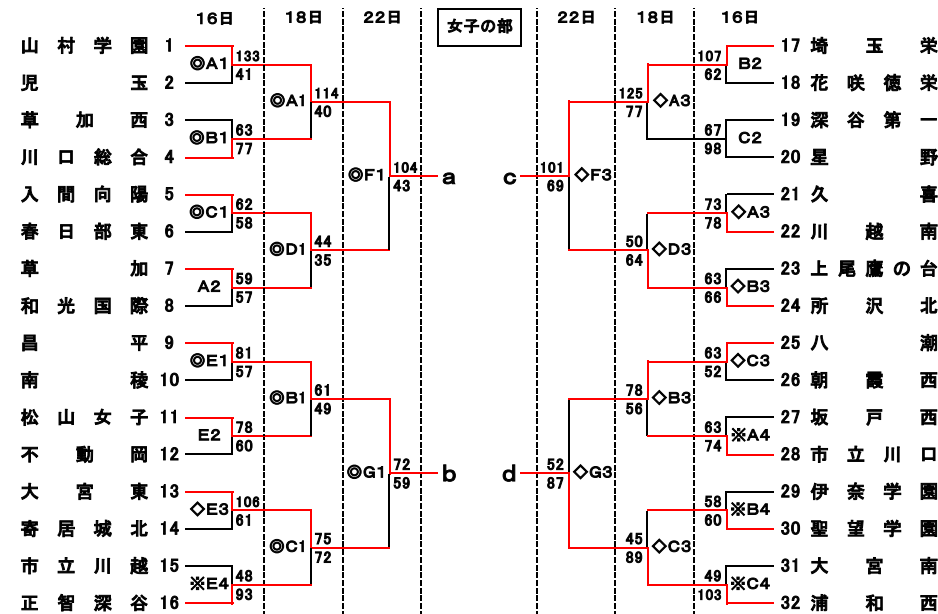 16日 18日 22日 女子の部 22日 18日 16日
山村学園 1 17 埼玉栄
◎A1 133 41 107 62 B2
児玉 2 18 花咲徳栄
◎A1 114 40 125 77 ◇A3
草加西 3 19 深谷第一
◎B1 63 77 67 98 C2
川口総合 4 20 星野
◎F1 104 43 a c 101 69 ◇F3
入間向陽 5 21 久喜
◎C1 62 58 73 78 ◇A3
春日部東 6 22 川越南
◎D1 44 35 50 64 ◇D3
草加 7 23 上尾鷹の台
A2 59 57 63 66 ◇B3
和光国際 8 24 所沢北
昌平 9 25 八潮
◎E1 81 57 63 52 ◇C3
南稜 10 26 朝霞西
◎B1 61 49 78 56 ◇B3
松山女子 11 27 坂戸西
E2 78 60 63 74 ※A4
不動岡 12 28 市立川口
◎G1 72 59 b d 52 87 ◇G3
大宮東 13 29 伊奈学園
◇E3 106 61 58 60 ※B4
寄居城北 14 30 聖望学園
◎C1 75 72 45 89 ◇C3
市立川越 15 31 大宮南
※E4 48 93 49 103 ※C4
正智深谷 16 32 浦和西